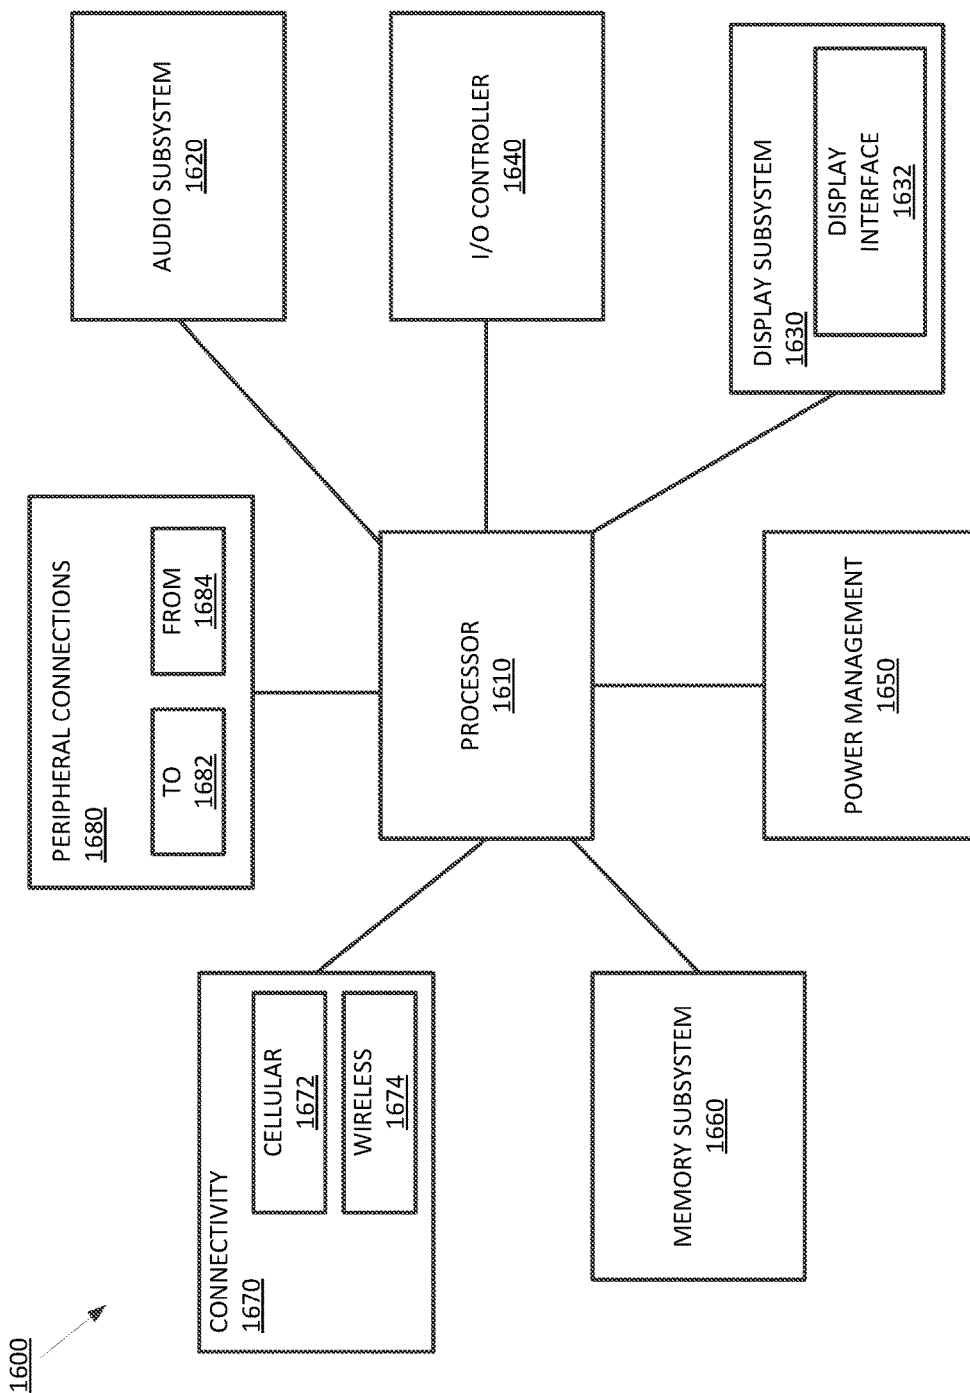 1600
CONNECTIVITY
1670
CELLULAR
1672
WIRELESS
1674
PERIPHERAL CONNECTIONS
1680
TO
1682
FROM
1684
AUDIO SUBSYSTEM
1620
PROCESSOR
1610
I/O CONTROLLER
1640
MEMORY SUBSYSTEM
1660
POWER MANAGEMENT
1650
DISPLAY SUBSYSTEM
1630
DISPLAY
INTERFACE
1632